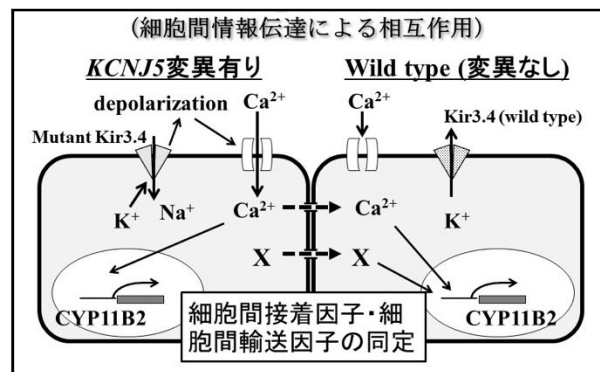 (細胞間情報伝達による相互作用)
KCNJ5変異有り
Wild type (変異なし)
depolarization
Ca²⁺
Ca²⁺
Kir3.4 (wild type)
Mutant Kir3.4
K⁺
Na⁺
Ca²⁺
Ca²⁺
K⁺
X
X
CYP11B2
CYP11B2
細胞間接着因子・細
胞間輸送因子の同定